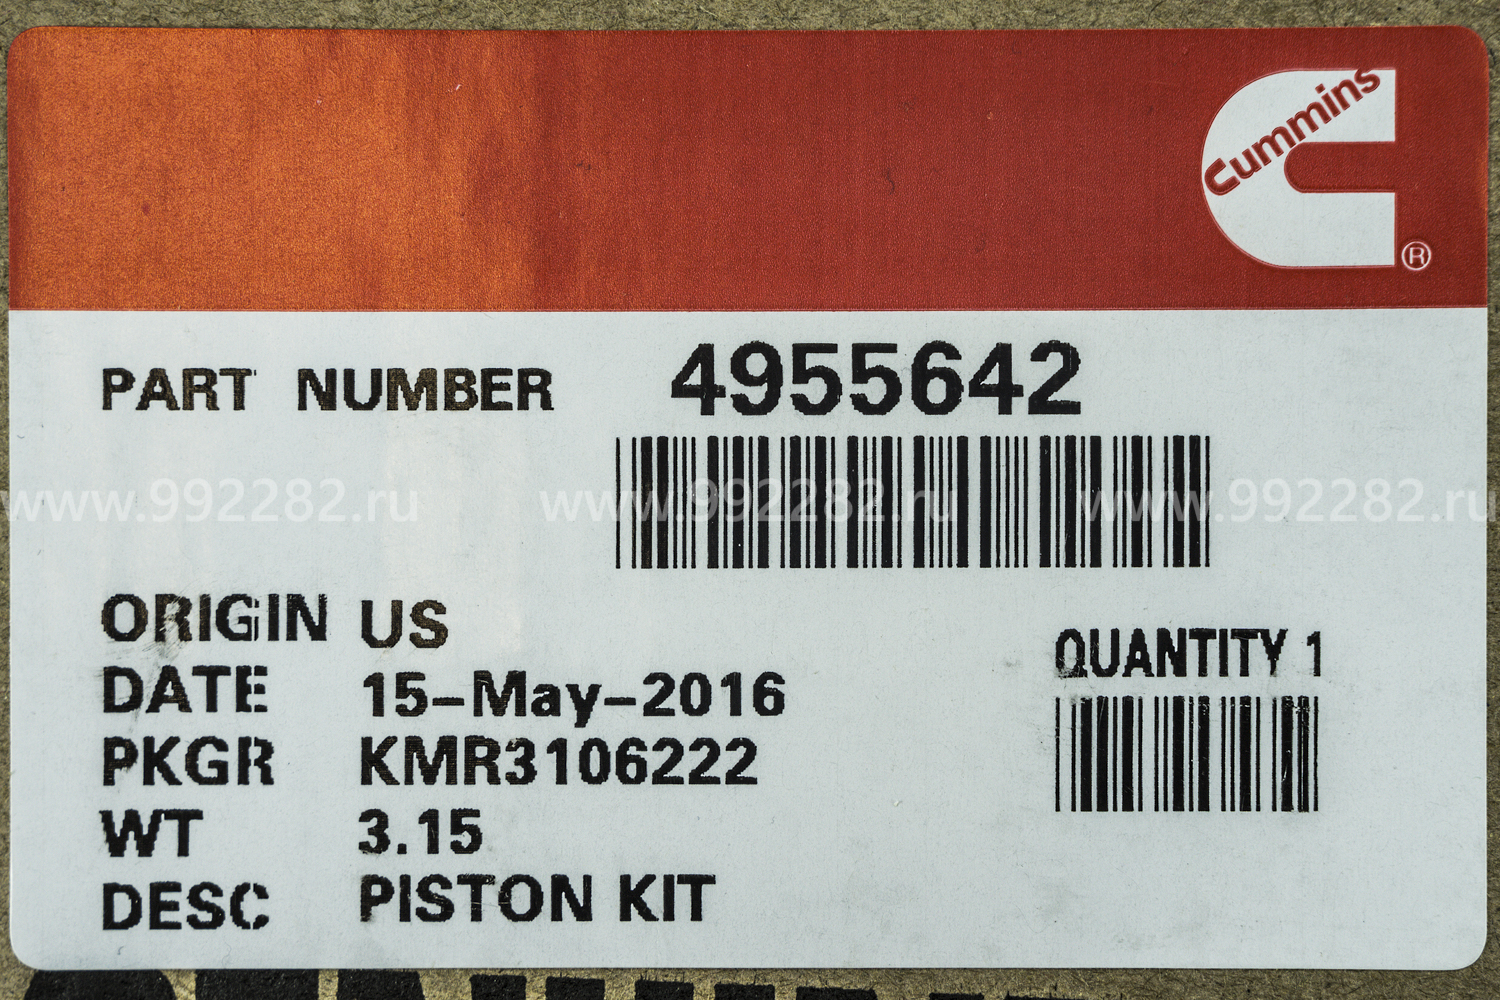 Cummins
®
PART NUMBER 4955642
www.992282.ru www.992282.ru www.992282.ru
ORIGIN US
QUANTITY 1
DATE 15-May-2016
PKGR KMR3106222
WT 3.15
DESC PISTON KIT